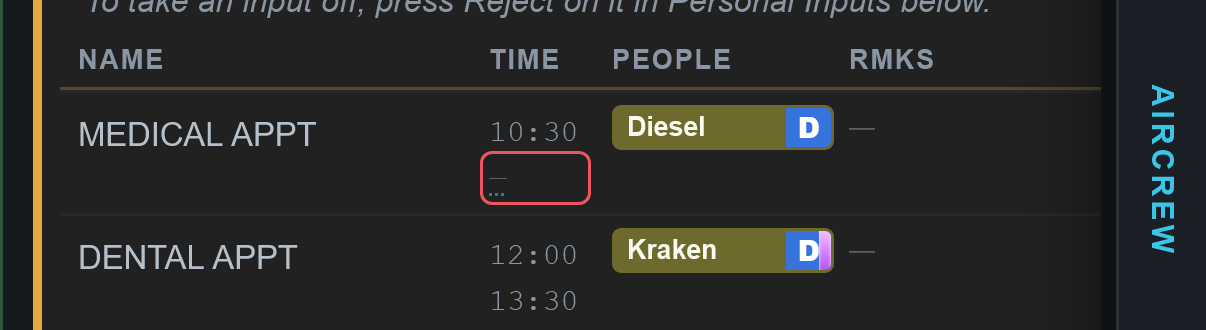 To take an input off, press Reject on it in Personal Inputs below.
NAME TIME PEOPLE RMKS
MEDICAL APPT 10:30 Diesel D —
—
DENTAL APPT 12:00 Kraken D —
13:30
AIRCREW